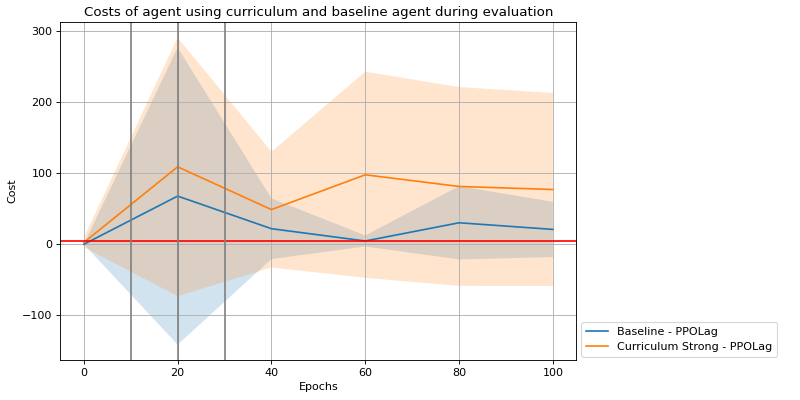 Costs of agent using curriculum and baseline agent during evaluation
300
200
100
0
−100
Cost
0 20 40 60 80 100
Epochs
Baseline - PPOLag
Curriculum Strong - PPOLag